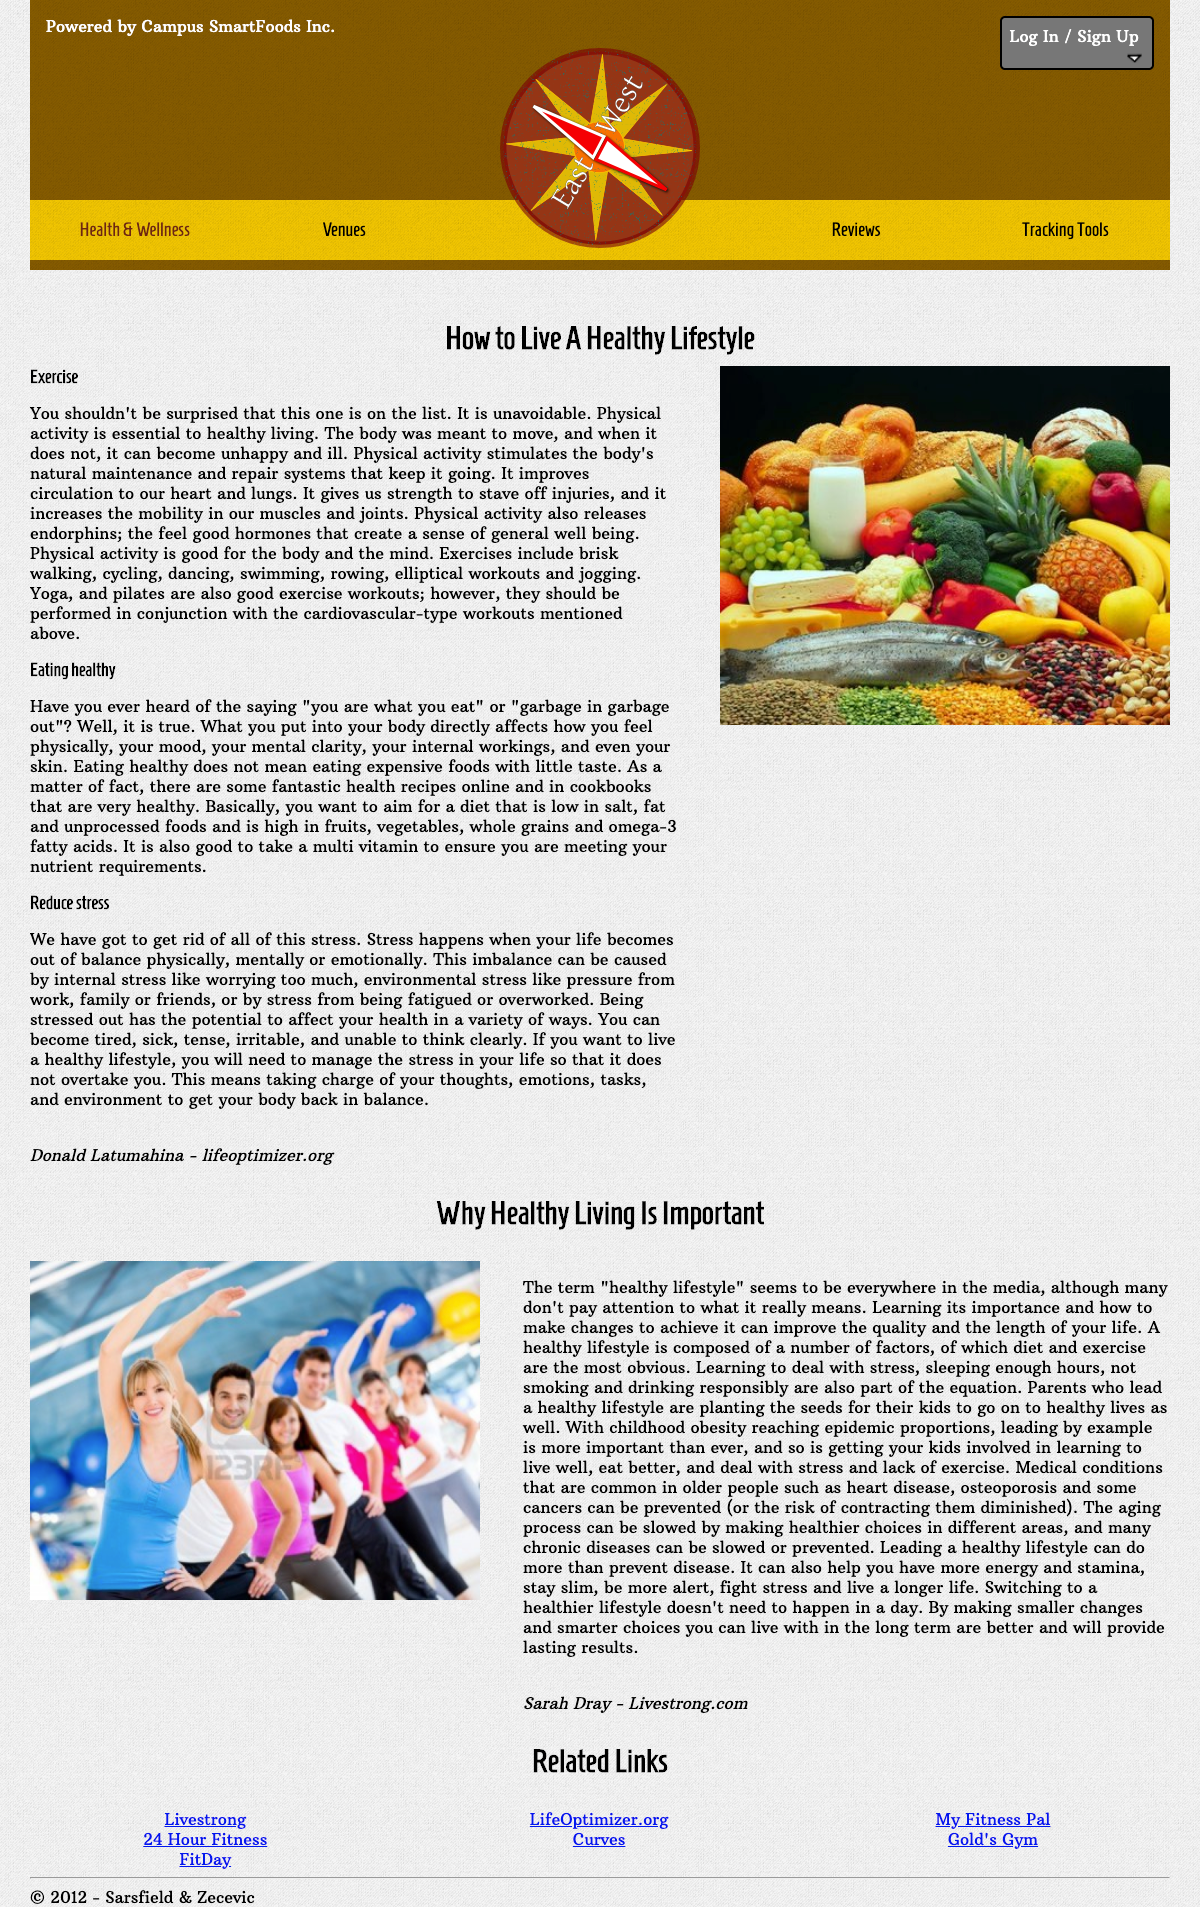 Powered by Campus SmartFoods Inc.
Log In / Sign Up
East West
Health & Wellness
Venues
Reviews
Tracking Tools
How to Live A Healthy Lifestyle
Exercise
You shouldn't be surprised that this one is on the list. It is unavoidable. Physical
activity is essential to healthy living. The body was meant to move, and when it
does not, it can become unhappy and ill. Physical activity stimulates the body's
natural maintenance and repair systems that keep it going. It improves
circulation to our heart and lungs. It gives us strength to stave off injuries, and it
increases the mobility in our muscles and joints. Physical activity also releases
endorphins; the feel good hormones that create a sense of general well being.
Physical activity is good for the body and the mind. Exercises include brisk
walking, cycling, dancing, swimming, rowing, elliptical workouts and jogging.
Yoga, and pilates are also good exercise workouts; however, they should be
performed in conjunction with the cardiovascular-type workouts mentioned
above.
Eating healthy
Have you ever heard of the saying "you are what you eat" or "garbage in garbage
out"? Well, it is true. What you put into your body directly affects how you feel
physically, your mood, your mental clarity, your internal workings, and even your
skin. Eating healthy does not mean eating expensive foods with little taste. As a
matter of fact, there are some fantastic health recipes online and in cookbooks
that are very healthy. Basically, you want to aim for a diet that is low in salt, fat
and unprocessed foods and is high in fruits, vegetables, whole grains and omega-3
fatty acids. It is also good to take a multi vitamin to ensure you are meeting your
nutrient requirements.
Reduce stress
We have got to get rid of all of this stress. Stress happens when your life becomes
out of balance physically, mentally or emotionally. This imbalance can be caused
by internal stress like worrying too much, environmental stress like pressure from
work, family or friends, or by stress from being fatigued or overworked. Being
stressed out has the potential to affect your health in a variety of ways. You can
become tired, sick, tense, irritable, and unable to think clearly. If you want to live
a healthy lifestyle, you will need to manage the stress in your life so that it does
not overtake you. This means taking charge of your thoughts, emotions, tasks,
and environment to get your body back in balance.
Donald Latumahina - lifeoptimizer.org
Why Healthy Living Is Important
123RF
The term "healthy lifestyle" seems to be everywhere in the media, although many
don't pay attention to what it really means. Learning its importance and how to
make changes to achieve it can improve the quality and the length of your life. A
healthy lifestyle is composed of a number of factors, of which diet and exercise
are the most obvious. Learning to deal with stress, sleeping enough hours, not
smoking and drinking responsibly are also part of the equation. Parents who lead
a healthy lifestyle are planting the seeds for their kids to go on to healthy lives as
well. With childhood obesity reaching epidemic proportions, leading by example
is more important than ever, and so is getting your kids involved in learning to
live well, eat better, and deal with stress and lack of exercise. Medical conditions
that are common in older people such as heart disease, osteoporosis and some
cancers can be prevented (or the risk of contracting them diminished). The aging
process can be slowed by making healthier choices in different areas, and many
chronic diseases can be slowed or prevented. Leading a healthy lifestyle can do
more than prevent disease. It can also help you have more energy and stamina,
stay slim, be more alert, fight stress and live a longer life. Switching to a
healthier lifestyle doesn't need to happen in a day. By making smaller changes
and smarter choices you can live with in the long term are better and will provide
lasting results.
Sarah Dray - Livestrong.com
Related Links
Livestrong
24 Hour Fitness
FitDay
LifeOptimizer.org
Curves
My Fitness Pal
Gold's Gym
© 2012 - Sarsfield & Zecevic